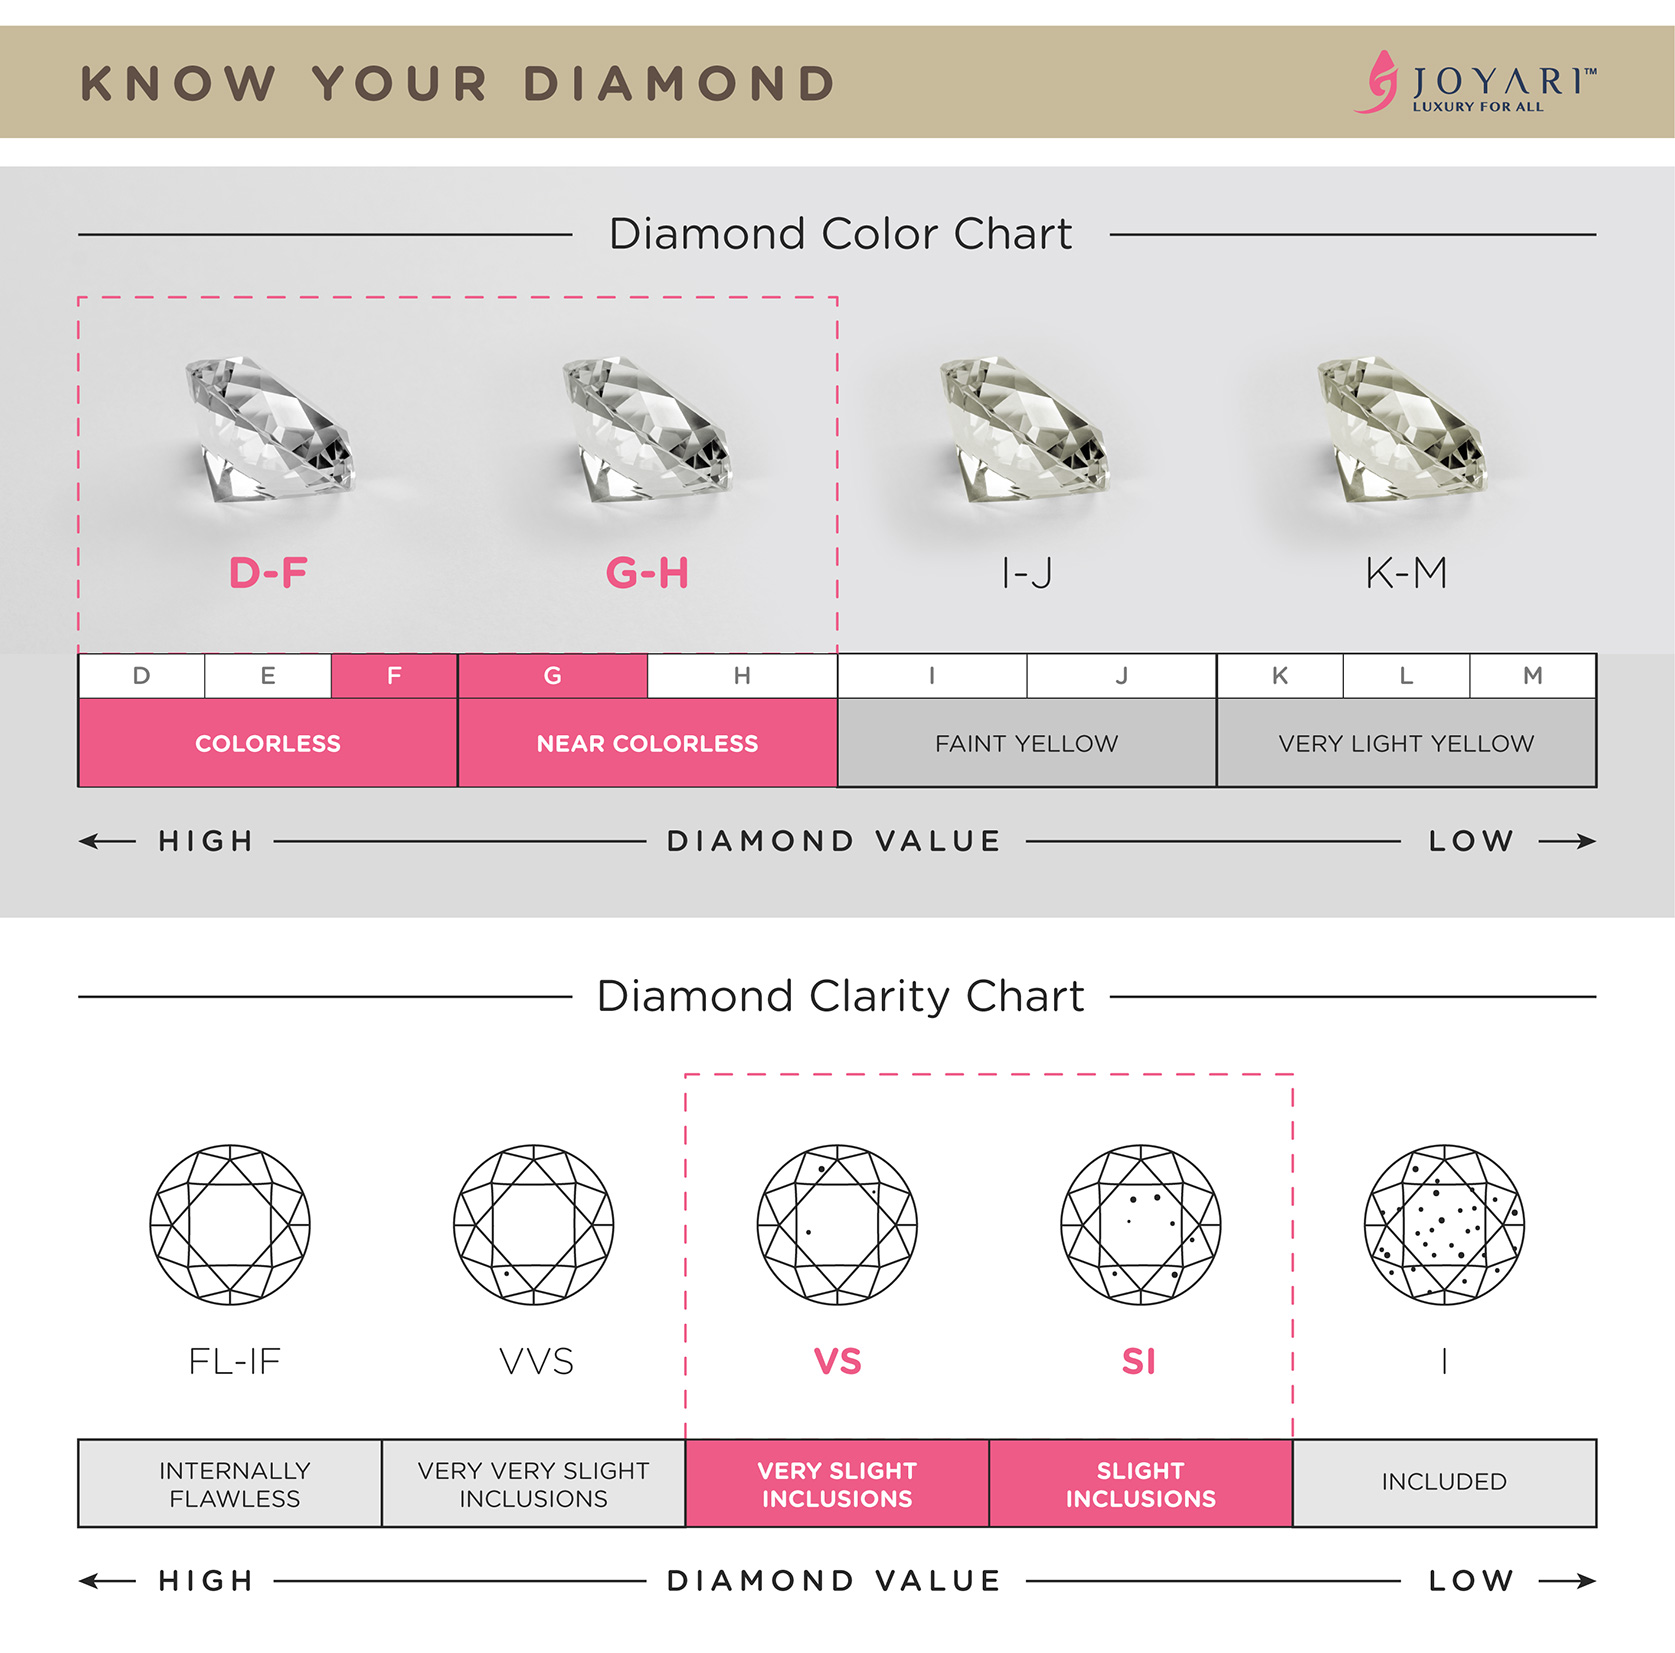 KNOW YOUR DIAMOND
JOYARI™
LUXURY FOR ALL
Diamond Color Chart
D-F G-H I-J K-M
D E F G H I J K L M
COLORLESS NEAR COLORLESS FAINT YELLOW VERY LIGHT YELLOW
HIGH DIAMOND VALUE LOW
Diamond Clarity Chart
FL-IF VVS VS SI I
INTERNALLY
FLAWLESS
VERY VERY SLIGHT
INCLUSIONS
VERY SLIGHT
INCLUSIONS
SLIGHT
INCLUSIONS
INCLUDED
HIGH DIAMOND VALUE LOW